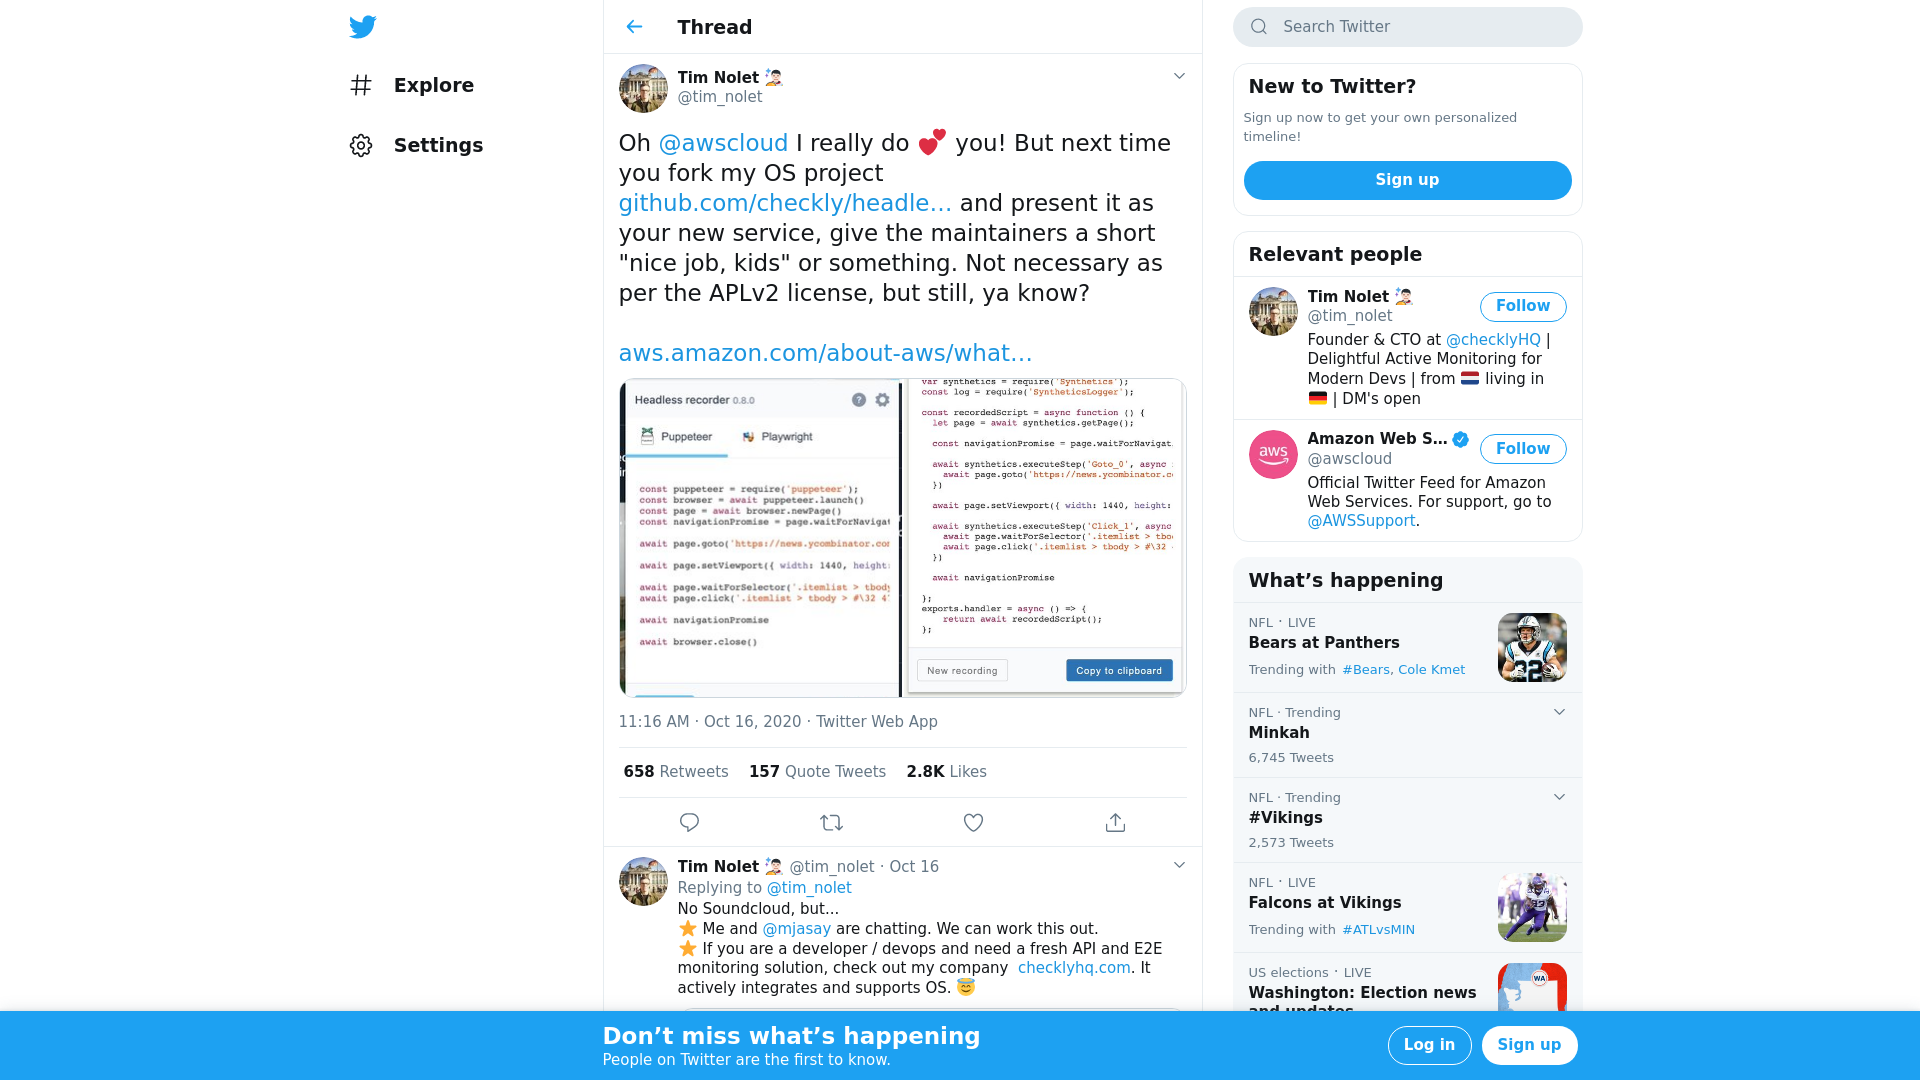 Explore
Settings
Thread
Tim Nolet
@tim_nolet
Oh @awscloud I really do 💕 you! But next time
you fork my OS project
github.com/checkly/headle… and present it as
your new service, give the maintainers a short
"nice job, kids" or something. Not necessary as
per the APLv2 license, but still, ya know?
aws.amazon.com/about-aws/what…
Headless recorder 0.8.0
Puppeteer Playwright
const puppeteer = require('puppeteer');
const browser = await puppeteer.launch()
const page = await browser.newPage()
const navigationPromise = page.waitForNavigat
await page.goto('https://news.ycombinator.com
await page.setViewport({ width: 1440, height:
await page.waitForSelector('.itemlist > tbody
await page.click('.itemlist > tbody > #\32 4
await navigationPromise
await browser.close()
var synthetics = require('Synthetics');
const log = require('SyntheticsLogger');
const recordedScript = async function () {
let page = await synthetics.getPage();
const navigationPromise = page.waitForNavigat
await synthetics.executeStep('Goto_0', async
await page.goto('https://news.ycombinator.c
})
await page.setViewport({ width: 1440, height:
await synthetics.executeStep('Click_1', async
await page.waitForSelector('.itemlist > tbo
await page.click('.itemlist > tbody > #\32
})
await navigationPromise
};
exports.handler = async () => {
return await recordedScript();
};
New recording Copy to clipboard
11:16 AM · Oct 16, 2020 · Twitter Web App
658 Retweets 157 Quote Tweets 2.8K Likes
Tim Nolet @tim_nolet · Oct 16
Replying to @tim_nolet
No Soundcloud, but...
⭐ Me and @mjasay are chatting. We can work this out.
⭐ If you are a developer / devops and need a fresh API and E2E
monitoring solution, check out my company checklyhq.com. It
actively integrates and supports OS. 😇
Search Twitter
New to Twitter?
Sign up now to get your own personalized
timeline!
Sign up
Relevant people
Tim Nolet
@tim_nolet
Follow
Founder & CTO at @checklyHQ |
Delightful Active Monitoring for
Modern Devs | from 🇳🇱 living in
🇩🇪 | DM's open
aws
Amazon Web S…
@awscloud
Follow
Official Twitter Feed for Amazon
Web Services. For support, go to
@AWSSupport.
What’s happening
NFL · LIVE
Bears at Panthers
Trending with #Bears, Cole Kmet
NFL · Trending
Minkah
6,745 Tweets
NFL · Trending
#Vikings
2,573 Tweets
NFL · LIVE
Falcons at Vikings
Trending with #ATLvsMIN
US elections · LIVE
Washington: Election news
and updates
WA
Don’t miss what’s happening
People on Twitter are the first to know.
Log in
Sign up